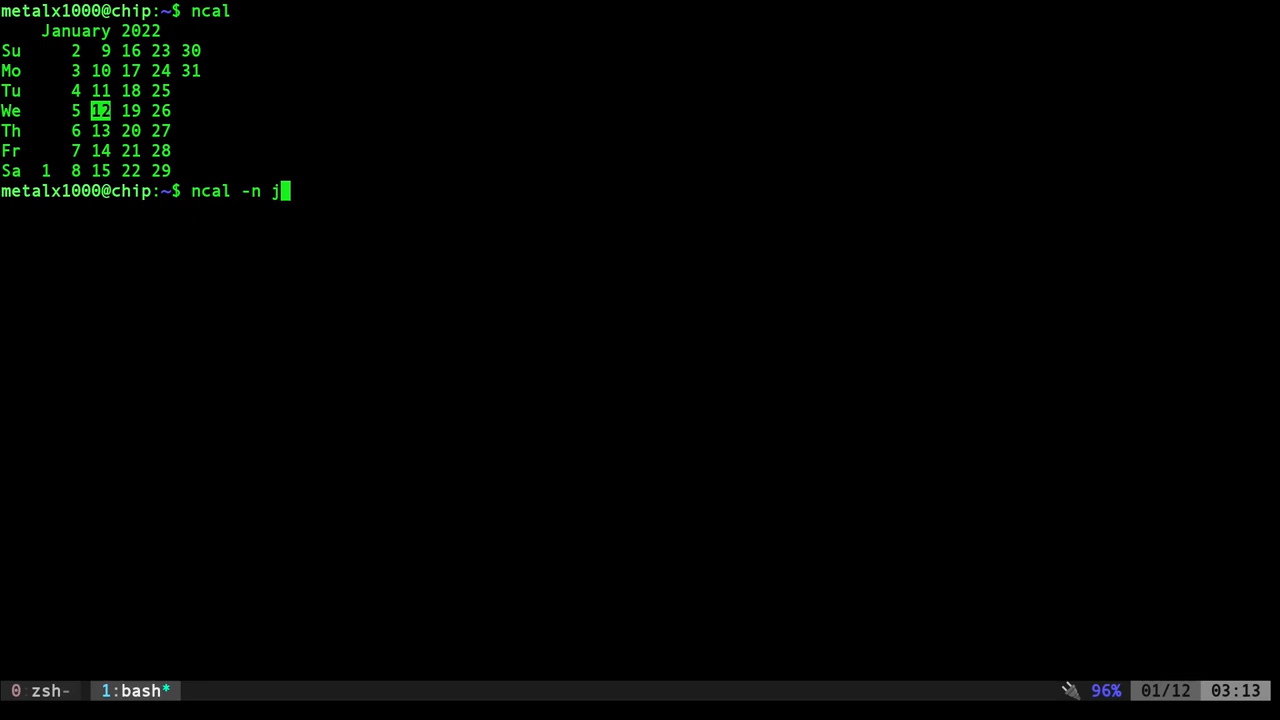 metalx1000@chip:~$ ncal
    January 2022
Su     2  9 16 23 30
Mo     3 10 17 24 31
Tu     4 11 18 25
We     5 12 19 26
Th     6 13 20 27
Fr     7 14 21 28
Sa  1  8 15 22 29
metalx1000@chip:~$ ncal -n j
0 zsh-  1:bash* 96% 01/12 03:13